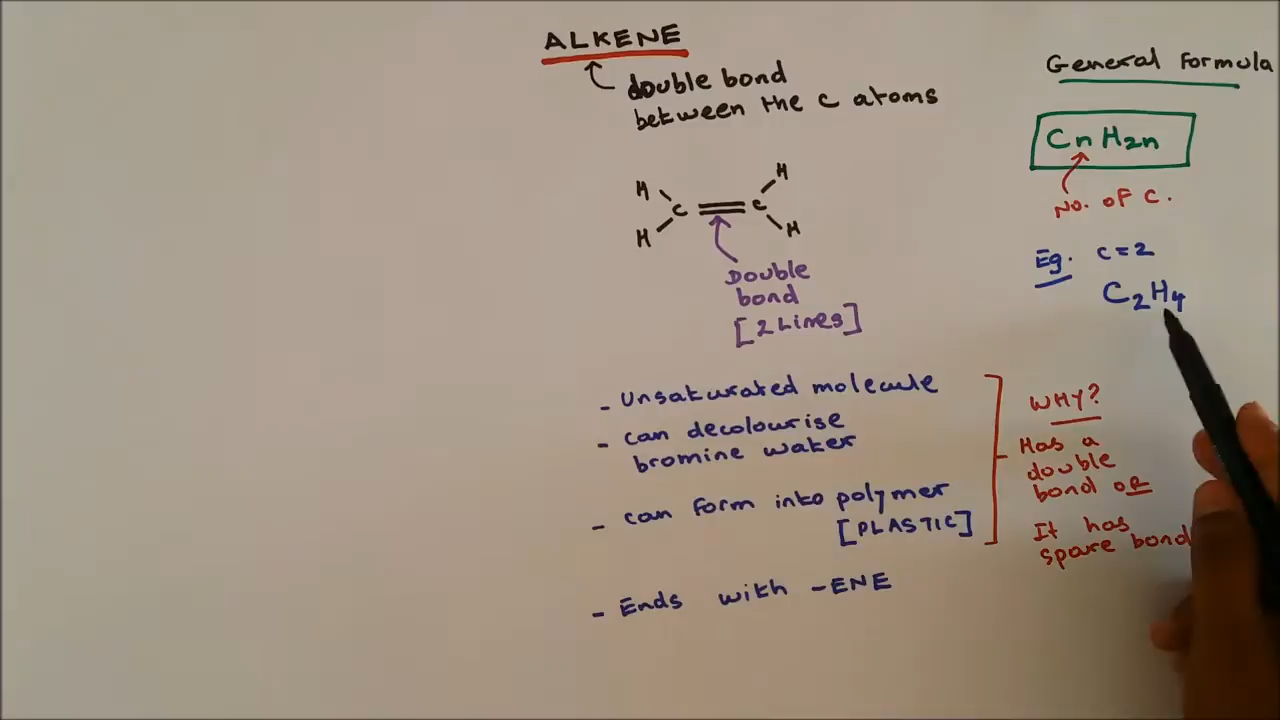 ALKENE
double bond
between the C atoms
H H
C C
H H
Double
bond
[2 Lines]
- Unsaturated molecule
- can decolourise
bromine water
- can form into polymer
[PLASTIC]
- Ends with -ENE
General Formula
CnH2n
No. of C.
Eg. C=2
C2H4
WHY?
Has a
double
bond OR
It has
spare bond